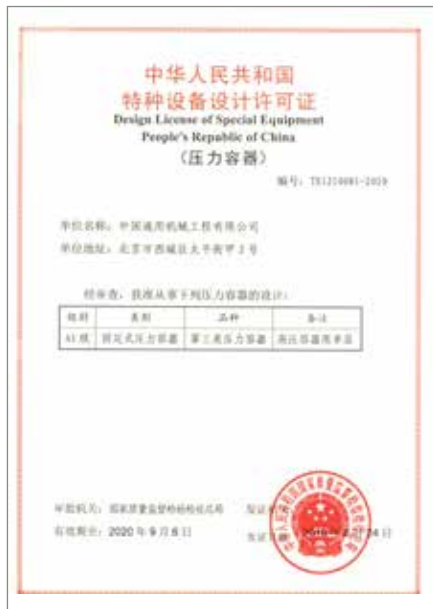 中华人民共和国
特种设备设计许可证
Design License of Special Equipment
People's Republic of China
(压力容器)
编号:
单位名称: 中国通用机械工程有限公司
单位地址: 北京市西城区太平街甲2号
经审查, 获准从事下列压力容器的设计:
级别 类别 品种 备注
A1级 固定式压力容器 第三类压力容器 高压容器限单层
审批机关: 国家质量监督检验检疫总局
有效期至: 2020年9月6日